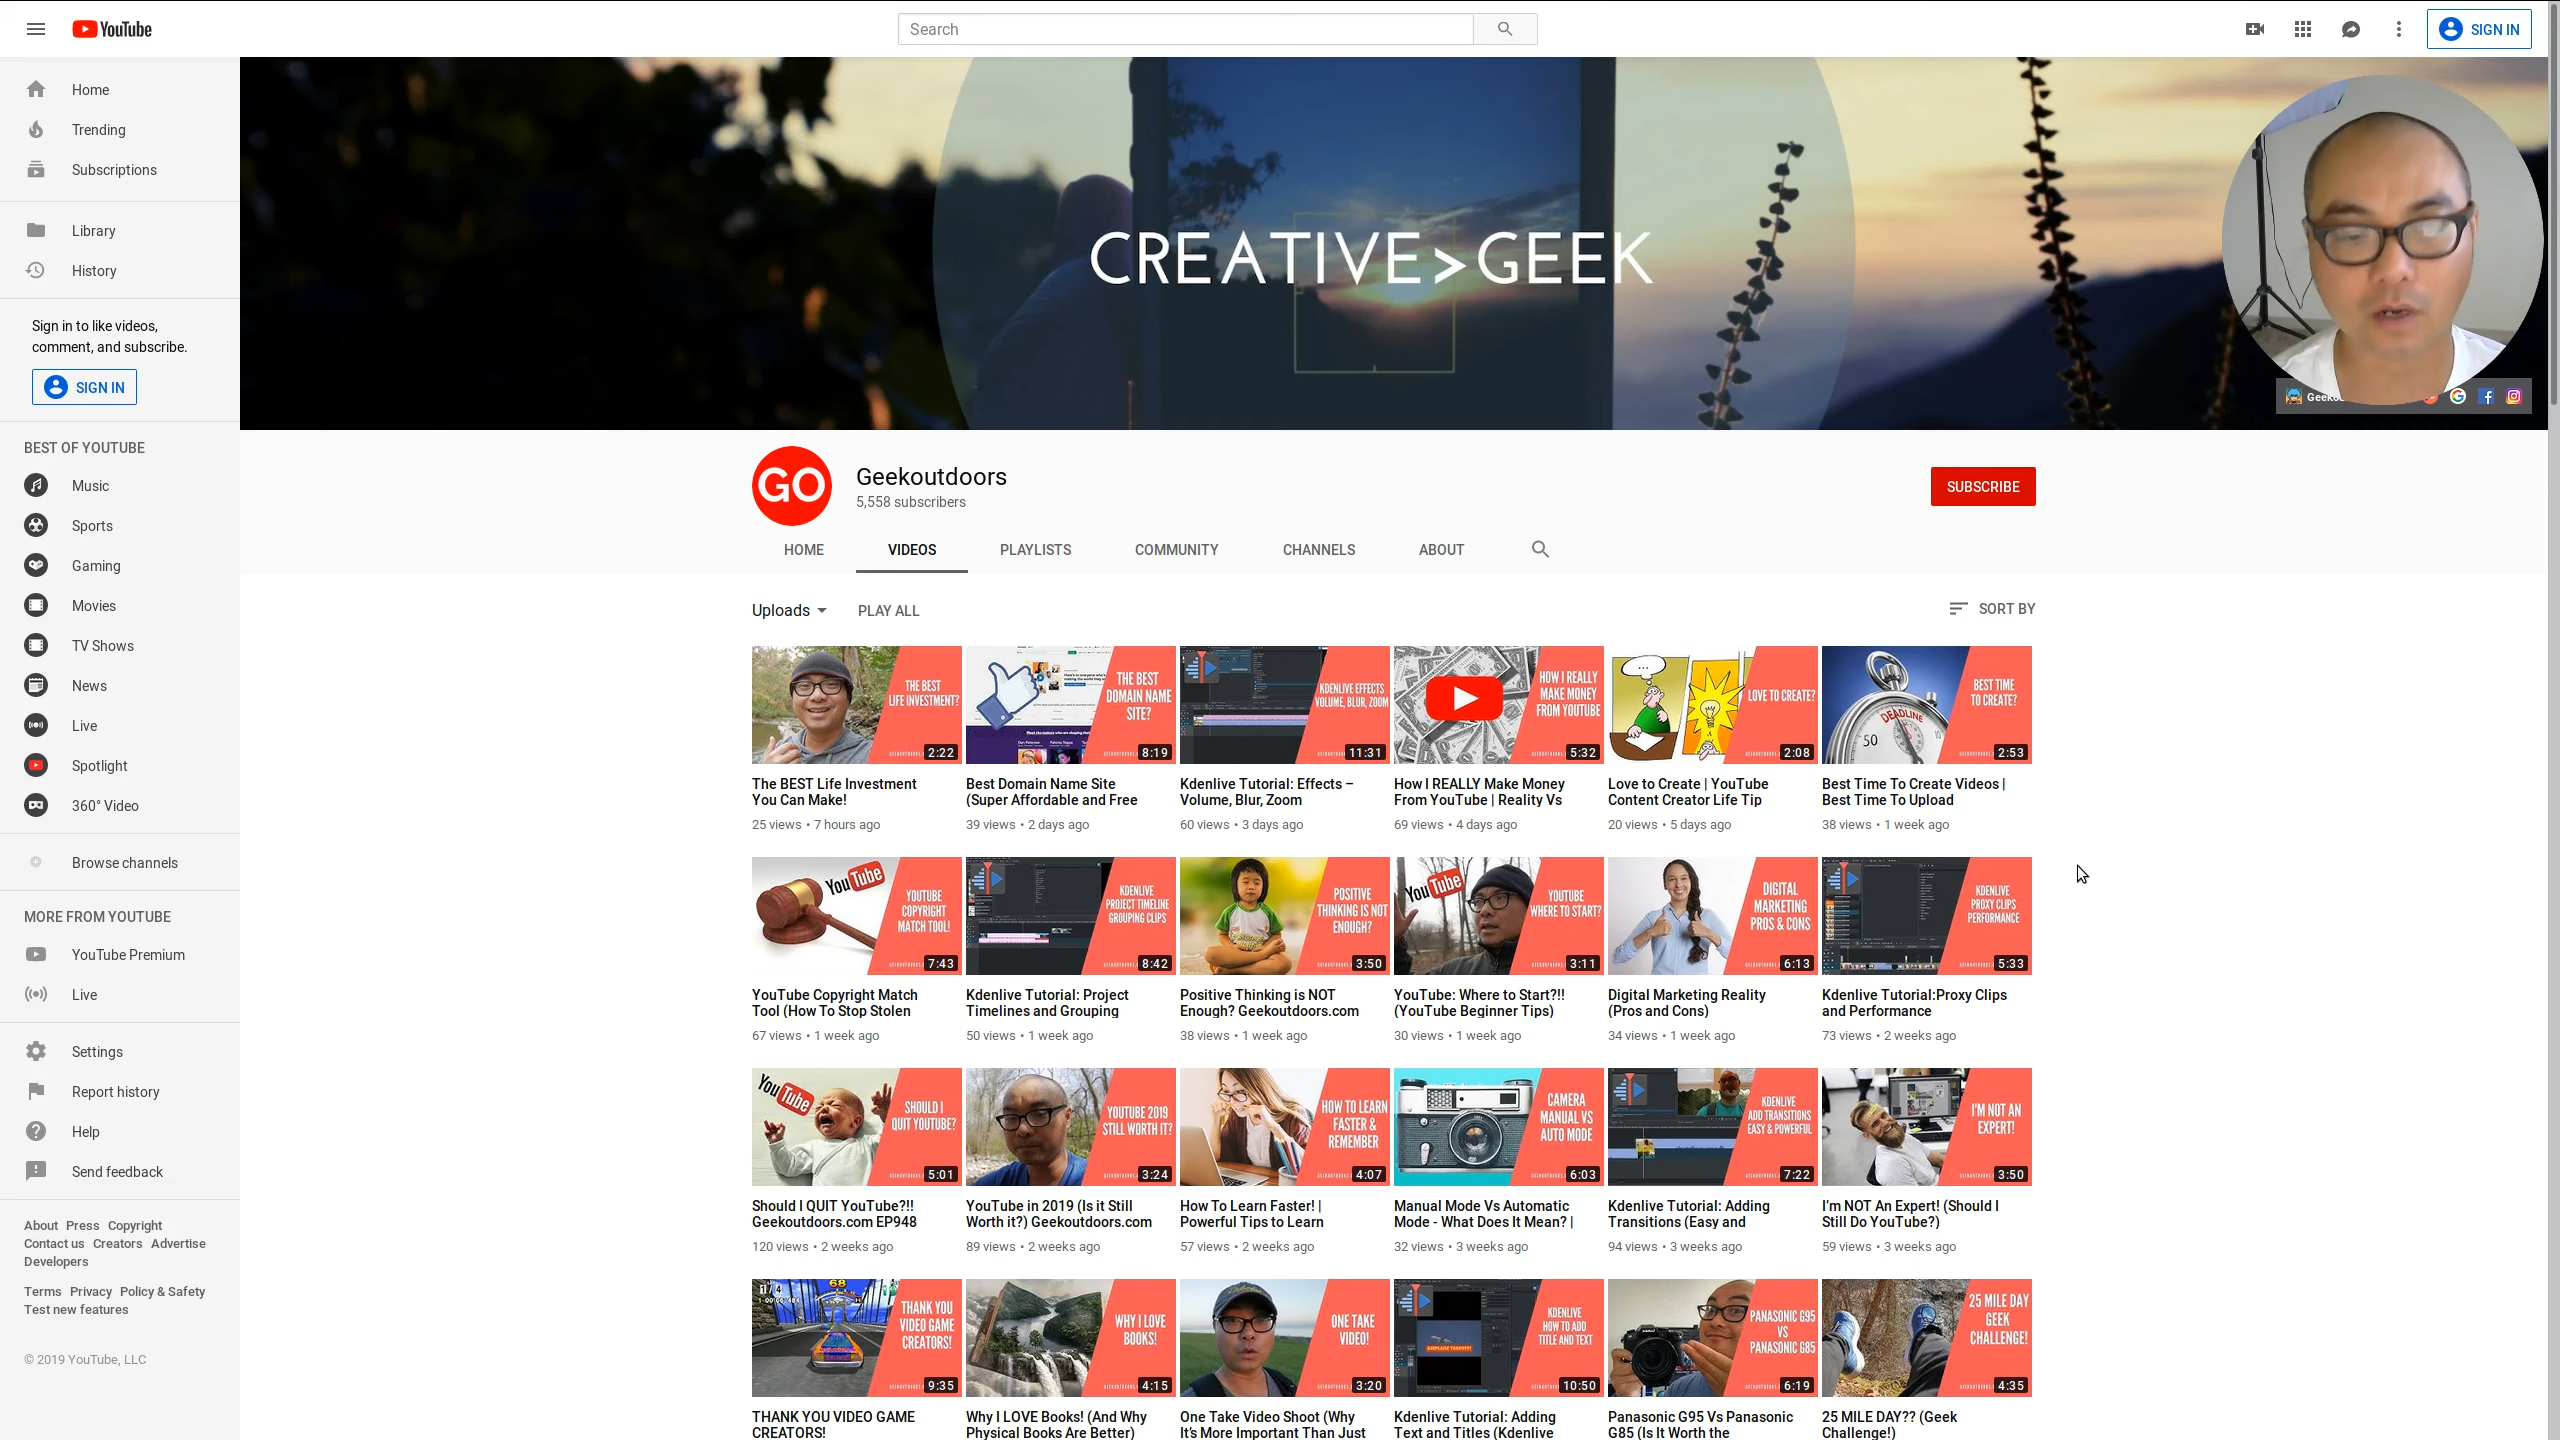 YouTube
Search
SIGN IN
Home
Trending
Subscriptions
Library
History
Sign in to like videos,
comment, and subscribe.
SIGN IN
BEST OF YOUTUBE
Music
Sports
Gaming
Movies
TV Shows
News
Live
Spotlight
360° Video
Browse channels
MORE FROM YOUTUBE
YouTube Premium
Live
Settings
Report history
Help
Send feedback
About Press Copyright
Contact us Creators Advertise
Developers
Terms Privacy Policy & Safety
Test new features
© 2019 YouTube, LLC
CREATIVE>GEEK
GO
Geekoutdoors
5,558 subscribers
SUBSCRIBE
HOME VIDEOS PLAYLISTS COMMUNITY CHANNELS ABOUT
Uploads PLAY ALL SORT BY
THE BEST
LIFE INVESTMENT?
2:22
The BEST Life Investment
You Can Make!
25 views • 7 hours ago
THE BEST
DOMAIN NAME
SITE?
8:19
Best Domain Name Site
(Super Affordable and Free
39 views • 2 days ago
KDENLIVE EFFECTS
VOLUME, BLUR, ZOOM
11:31
Kdenlive Tutorial: Effects –
Volume, Blur, Zoom
60 views • 3 days ago
HOW I REALLY
MAKE MONEY
FROM YOUTUBE
5:32
How I REALLY Make Money
From YouTube | Reality Vs
69 views • 4 days ago
...
LOVE TO CREATE?
2:08
Love to Create | YouTube
Content Creator Life Tip
20 views • 5 days ago
DEADLINE
50
10
BEST TIME
TO CREATE?
2:53
Best Time To Create Videos |
Best Time To Upload
38 views • 1 week ago
YouTube
YOUTUBE
COPYRIGHT
MATCH TOOL!
7:43
YouTube Copyright Match
Tool (How To Stop Stolen
67 views • 1 week ago
KDENLIVE
PROJECT TIMELINE
GROUPING CLIPS
8:42
Kdenlive Tutorial: Project
Timelines and Grouping
50 views • 1 week ago
POSITIVE
THINKING IS NOT
ENOUGH?
3:50
Positive Thinking is NOT
Enough? Geekoutdoors.com
38 views • 1 week ago
YouTube
YOUTUBE
WHERE TO START?
3:11
YouTube: Where to Start?!!
(YouTube Beginner Tips)
30 views • 1 week ago
DIGITAL
MARKETING
PROS & CONS
6:13
Digital Marketing Reality
(Pros and Cons)
34 views • 1 week ago
KDENLIVE
PROXY CLIPS
PERFORMANCE
5:33
Kdenlive Tutorial:Proxy Clips
and Performance
73 views • 2 weeks ago
YouTube
SHOULD I
QUIT YOUTUBE?
5:01
Should I QUIT YouTube?!!
Geekoutdoors.com EP948
120 views • 2 weeks ago
YOUTUBE 2019
STILL WORTH IT?
3:24
YouTube in 2019 (Is it Still
Worth it?) Geekoutdoors.com
89 views • 2 weeks ago
HOW TO LEARN
FASTER &
REMEMBER
4:07
How To Learn Faster! |
Powerful Tips to Learn
57 views • 2 weeks ago
CAMERA
MANUAL VS
AUTO MODE
6:03
Manual Mode Vs Automatic
Mode - What Does It Mean? |
32 views • 3 weeks ago
KDENLIVE
ADD TRANSITIONS
EASY & POWERFUL
7:22
Kdenlive Tutorial: Adding
Transitions (Easy and
94 views • 3 weeks ago
I'M NOT AN
EXPERT!
3:50
I'm NOT An Expert! (Should I
Still Do YouTube?)
59 views • 3 weeks ago
68
THANK YOU
VIDEO GAME
CREATORS!
9:35
THANK YOU VIDEO GAME
CREATORS!
WHY I LOVE
BOOKS!
4:15
Why I LOVE Books! (And Why
Physical Books Are Better)
ONE TAKE
VIDEO!
3:20
One Take Video Shoot (Why
It's More Important Than Just
KDENLIVE
HOW TO ADD
TITLE AND TEXT
10:50
Kdenlive Tutorial: Adding
Text and Titles (Kdenlive
PANASONIC G95
VS
PANASONIC G85
6:19
Panasonic G95 Vs Panasonic
G85 (Is It Worth the
25 MILE DAY
GEEK
CHALLENGE!
4:35
25 MILE DAY?? (Geek
Challenge!)